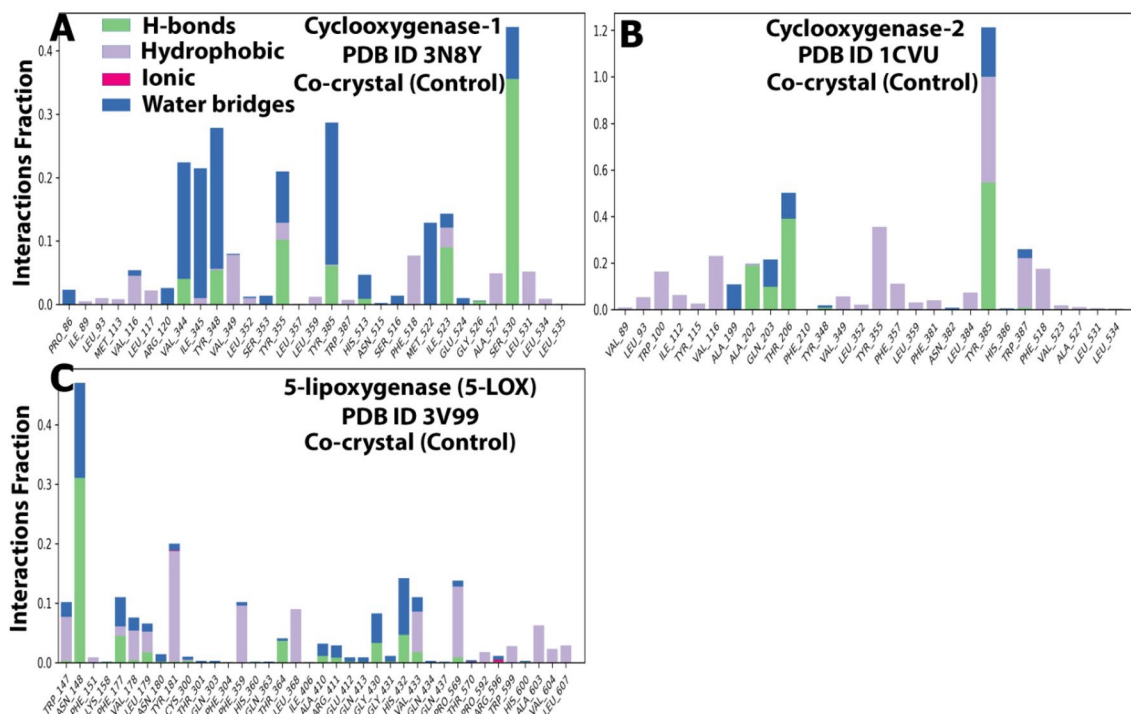 A
H-bonds
Hydrophobic
Ionic
Water bridges
Cyclooxygenase-1
PDB ID 3N8Y
Co-crystal (Control)
Interactions Fraction
0.4
0.3
0.2
0.1
0.0
PRO_86
ILE_89
LEU_93
MET_113
VAL_116
LEU_117
ARG_120
VAL_344
ILE_345
TYR_348
VAL_349
LEU_352
SER_353
TYR_355
LEU_357
LEU_359
TYR_385
TRP_387
HIS_513
ASN_515
SER_516
PHE_518
MET_522
ILE_523
GLU_524
GLY_526
ALA_527
SER_530
LEU_531
LEU_534
LEU_535
B
Cyclooxygenase-2
PDB ID 1CVU
Co-crystal (Control)
1.2
1.0
0.8
0.6
0.4
0.2
0.0
VAL_89
LEU_93
TRP_100
ILE_112
TYR_115
VAL_116
ALA_199
ALA_202
GLN_203
THR_206
PHE_210
TYR_348
VAL_349
LEU_352
TYR_355
PHE_357
LEU_359
PHE_381
ASN_382
LEU_384
TYR_385
HIS_386
TRP_387
PHE_518
VAL_523
ALA_527
LEU_531
LEU_534
C
5-lipoxygenase (5-LOX)
PDB ID 3V99
Co-crystal (Control)
Interactions Fraction
0.4
0.3
0.2
0.1
0.0
TRP_147
ASN_148
PHE_151
LYS_158
PHE_177
VAL_178
LEU_179
ASN_180
TYR_181
CYS_300
THR_301
GLN_303
PHE_304
PHE_359
HIS_360
GLN_363
THR_364
LEU_368
ILE_406
ALA_410
ARG_411
GLU_412
GLN_413
GLY_430
GLY_431
HIS_432
VAL_433
GLN_434
GLN_437
PRO_569
THR_570
PRO_592
ARG_596
TRP_599
HIS_600
ALA_603
VAL_604
LEU_607